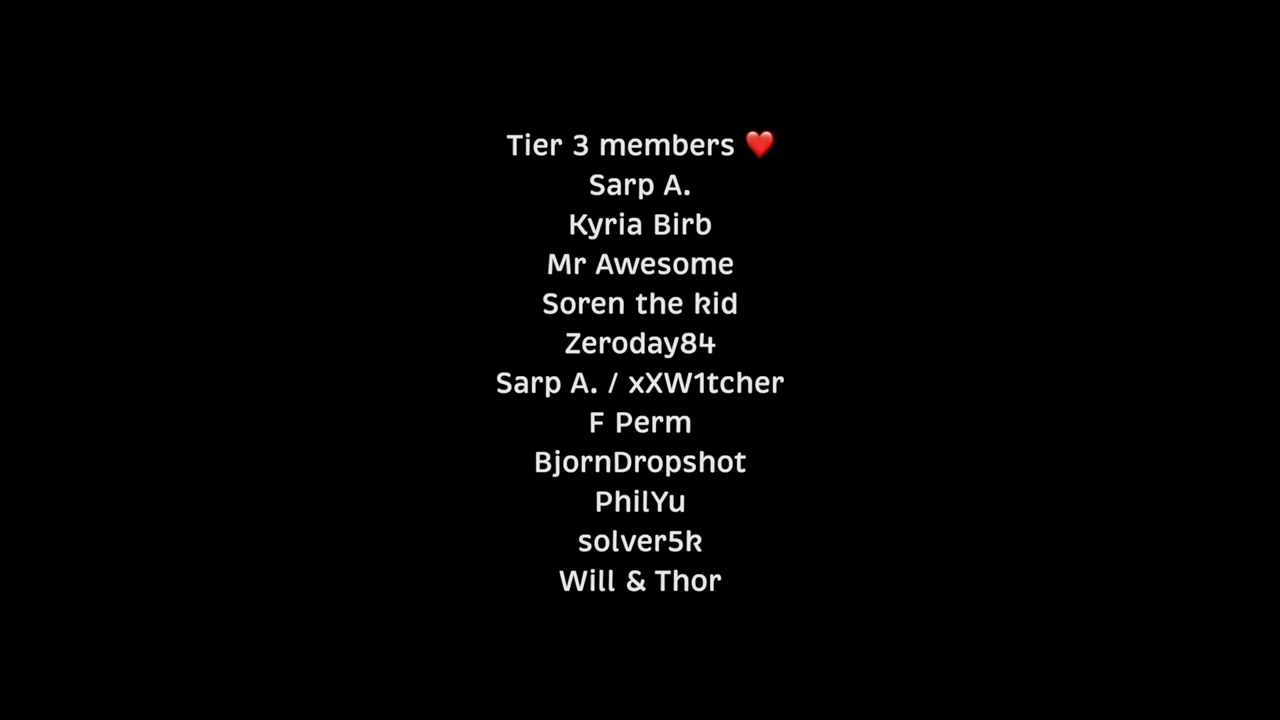 Tier 3 members ❤️
Sarp A.
Kyria Birb
Mr Awesome
Soren the kid
Zeroday84
Sarp A. / xXW1tcher
F Perm
BjornDropshot
PhilYu
solver5k
Will & Thor